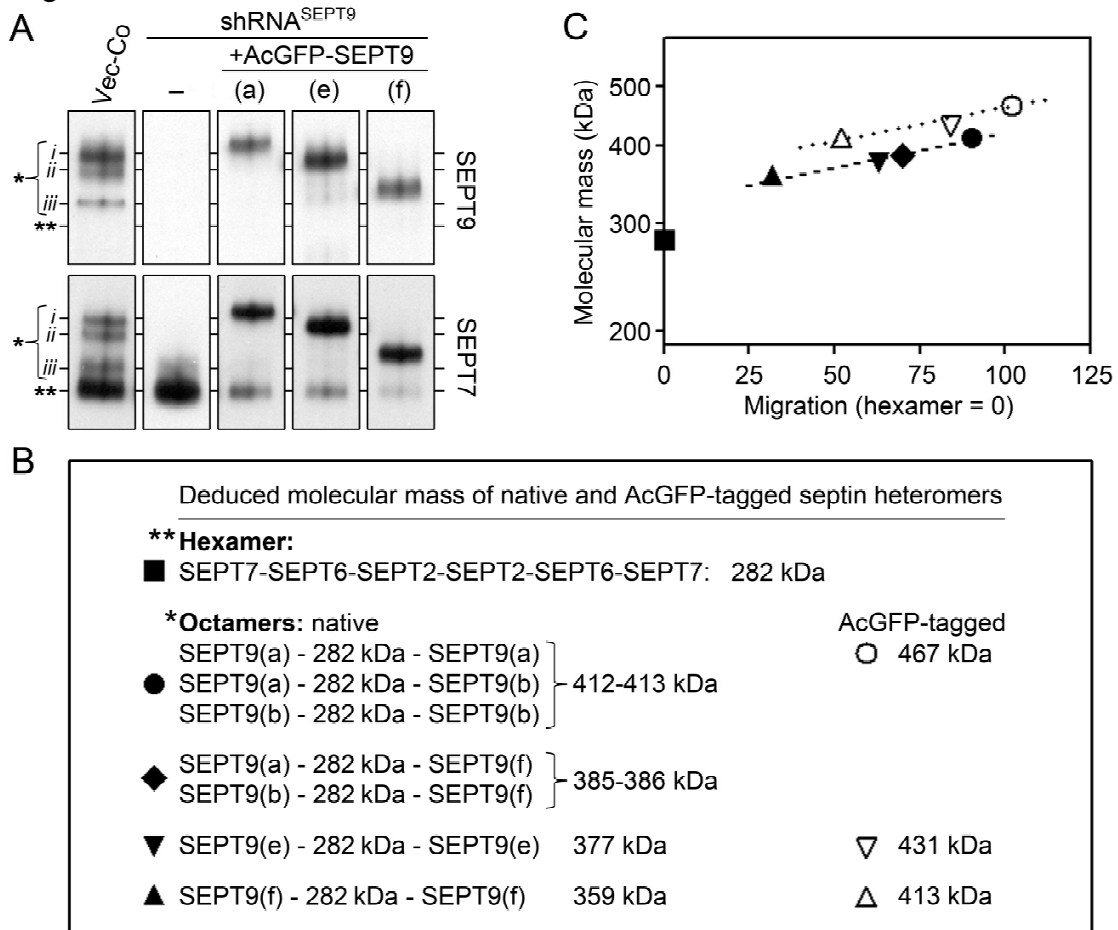 A
shRNA^SEPT9
+AcGFP-SEPT9
Vec-Co
– (a) (e) (f)
i
ii
*
iii
**
SEPT9
i
ii
*
iii
**
SEPT7
C
Molecular mass (kDa)
500
400
300
200
0 25 50 75 100 125
Migration (hexamer = 0)
B
Deduced molecular mass of native and AcGFP-tagged septin heteromers
**Hexamer:
SEPT7-SEPT6-SEPT2-SEPT2-SEPT6-SEPT7: 282 kDa
*Octamers: native AcGFP-tagged
SEPT9(a) - 282 kDa - SEPT9(a) 467 kDa
SEPT9(a) - 282 kDa - SEPT9(b) 412-413 kDa
SEPT9(b) - 282 kDa - SEPT9(b)
SEPT9(a) - 282 kDa - SEPT9(f) 385-386 kDa
SEPT9(b) - 282 kDa - SEPT9(f)
SEPT9(e) - 282 kDa - SEPT9(e) 377 kDa 431 kDa
SEPT9(f) - 282 kDa - SEPT9(f) 359 kDa 413 kDa